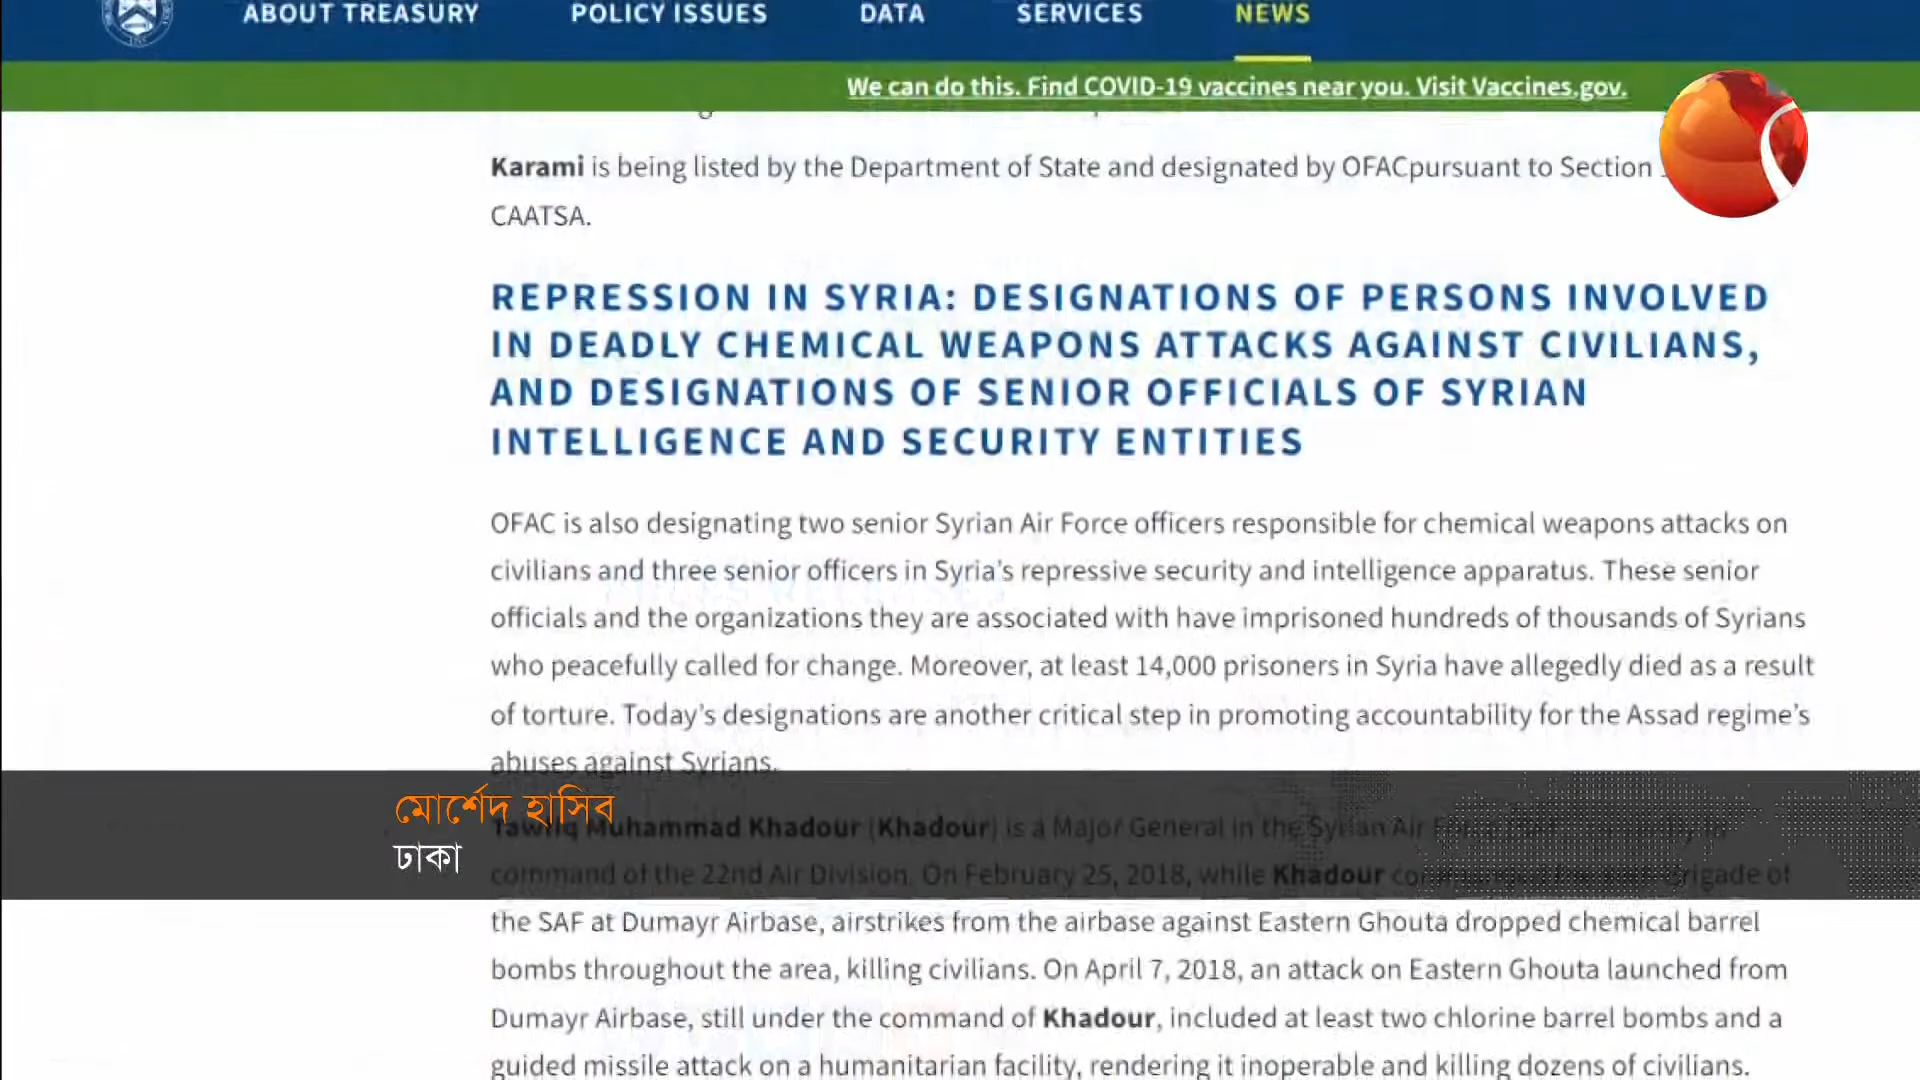 ABOUT TREASURY POLICY ISSUES DATA SERVICES NEWS
We can do this. Find COVID-19 vaccines near you. Visit Vaccines.gov.
Karami is being listed by the Department of State and designated by OFACpursuant to Section
CAATSA.
REPRESSION IN SYRIA: DESIGNATIONS OF PERSONS INVOLVED
IN DEADLY CHEMICAL WEAPONS ATTACKS AGAINST CIVILIANS,
AND DESIGNATIONS OF SENIOR OFFICIALS OF SYRIAN
INTELLIGENCE AND SECURITY ENTITIES
OFAC is also designating two senior Syrian Air Force officers responsible for chemical weapons attacks on
civilians and three senior officers in Syria's repressive security and intelligence apparatus. These senior
officials and the organizations they are associated with have imprisoned hundreds of thousands of Syrians
who peacefully called for change. Moreover, at least 14,000 prisoners in Syria have allegedly died as a result
of torture. Today's designations are another critical step in promoting accountability for the Assad regime's
abuses against Syrians.
মোর্শেদ হাসিব
Tawfiq Muhammad Khadour (Khadour) is a Major General in the Syrian Air
ঢাকা
command of the 22nd Air Division. On February 25, 2018, while Khadour Brigade of
the SAF at Dumayr Airbase, airstrikes from the airbase against Eastern Ghouta dropped chemical barrel
bombs throughout the area, killing civilians. On April 7, 2018, an attack on Eastern Ghouta launched from
Dumayr Airbase, still under the command of Khadour, included at least two chlorine barrel bombs and a
guided missile attack on a humanitarian facility, rendering it inoperable and killing dozens of civilians.